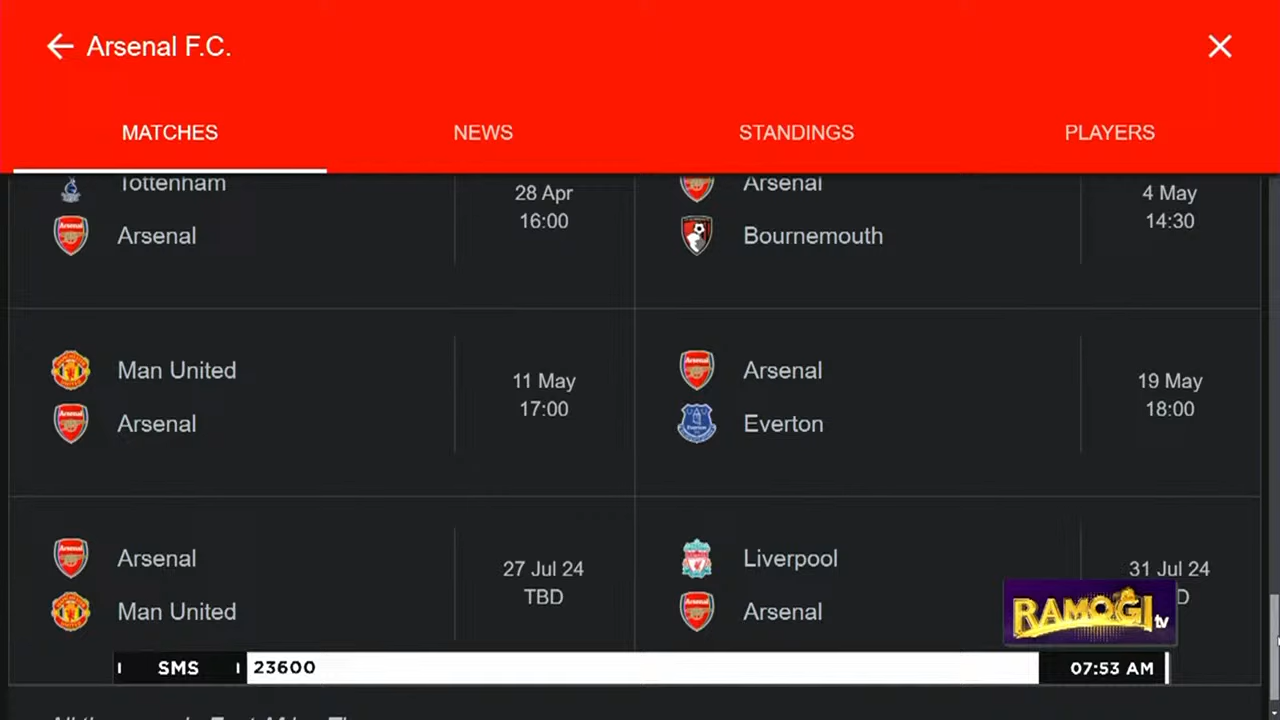 Arsenal F.C.
MATCHES NEWS STANDINGS PLAYERS
Tottenham
28 Apr
16:00
Arsenal
Arsenal
4 May
14:30
Bournemouth
Man United
11 May
17:00
Arsenal
Arsenal
19 May
18:00
Everton
Arsenal
27 Jul 24
TBD
Man United
Liverpool
31 Jul 24
D
Arsenal
RAMOGI tv
SMS 23600 07:53 AM